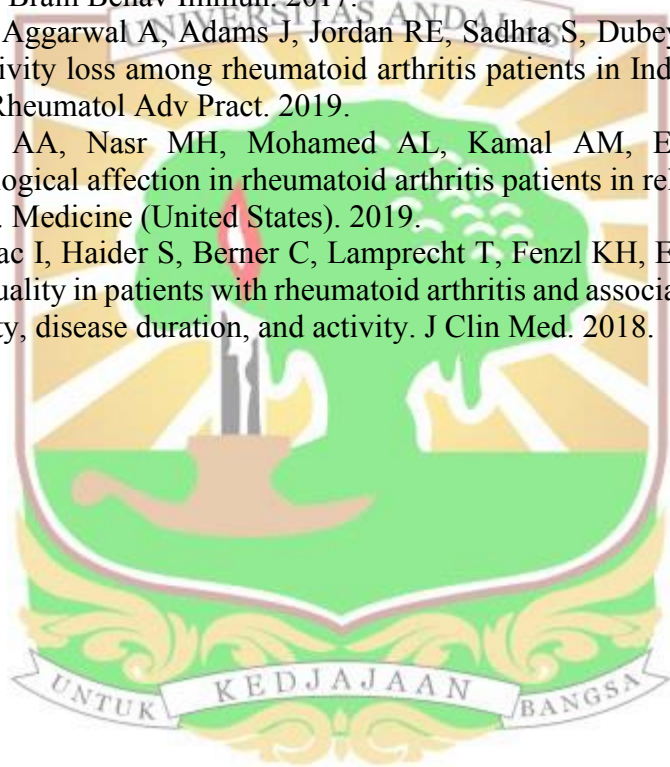 Brain Behav Immun. 2017.
UNIVERSITAS ANDALAS
Aggarwal A, Adams J, Jordan RE, Sadhra S, Dubey
ivity loss among rheumatoid arthritis patients in Ind
Rheumatol Adv Pract. 2019.
AA, Nasr MH, Mohamed AL, Kamal AM, E
logical affection in rheumatoid arthritis patients in re
. Medicine (United States). 2019.
ac I, Haider S, Berner C, Lamprecht T, Fenzl KH, E
uality in patients with rheumatoid arthritis and associa
ty, disease duration, and activity. J Clin Med. 2018.
UNTUK KEDJAJAAN BANGSA